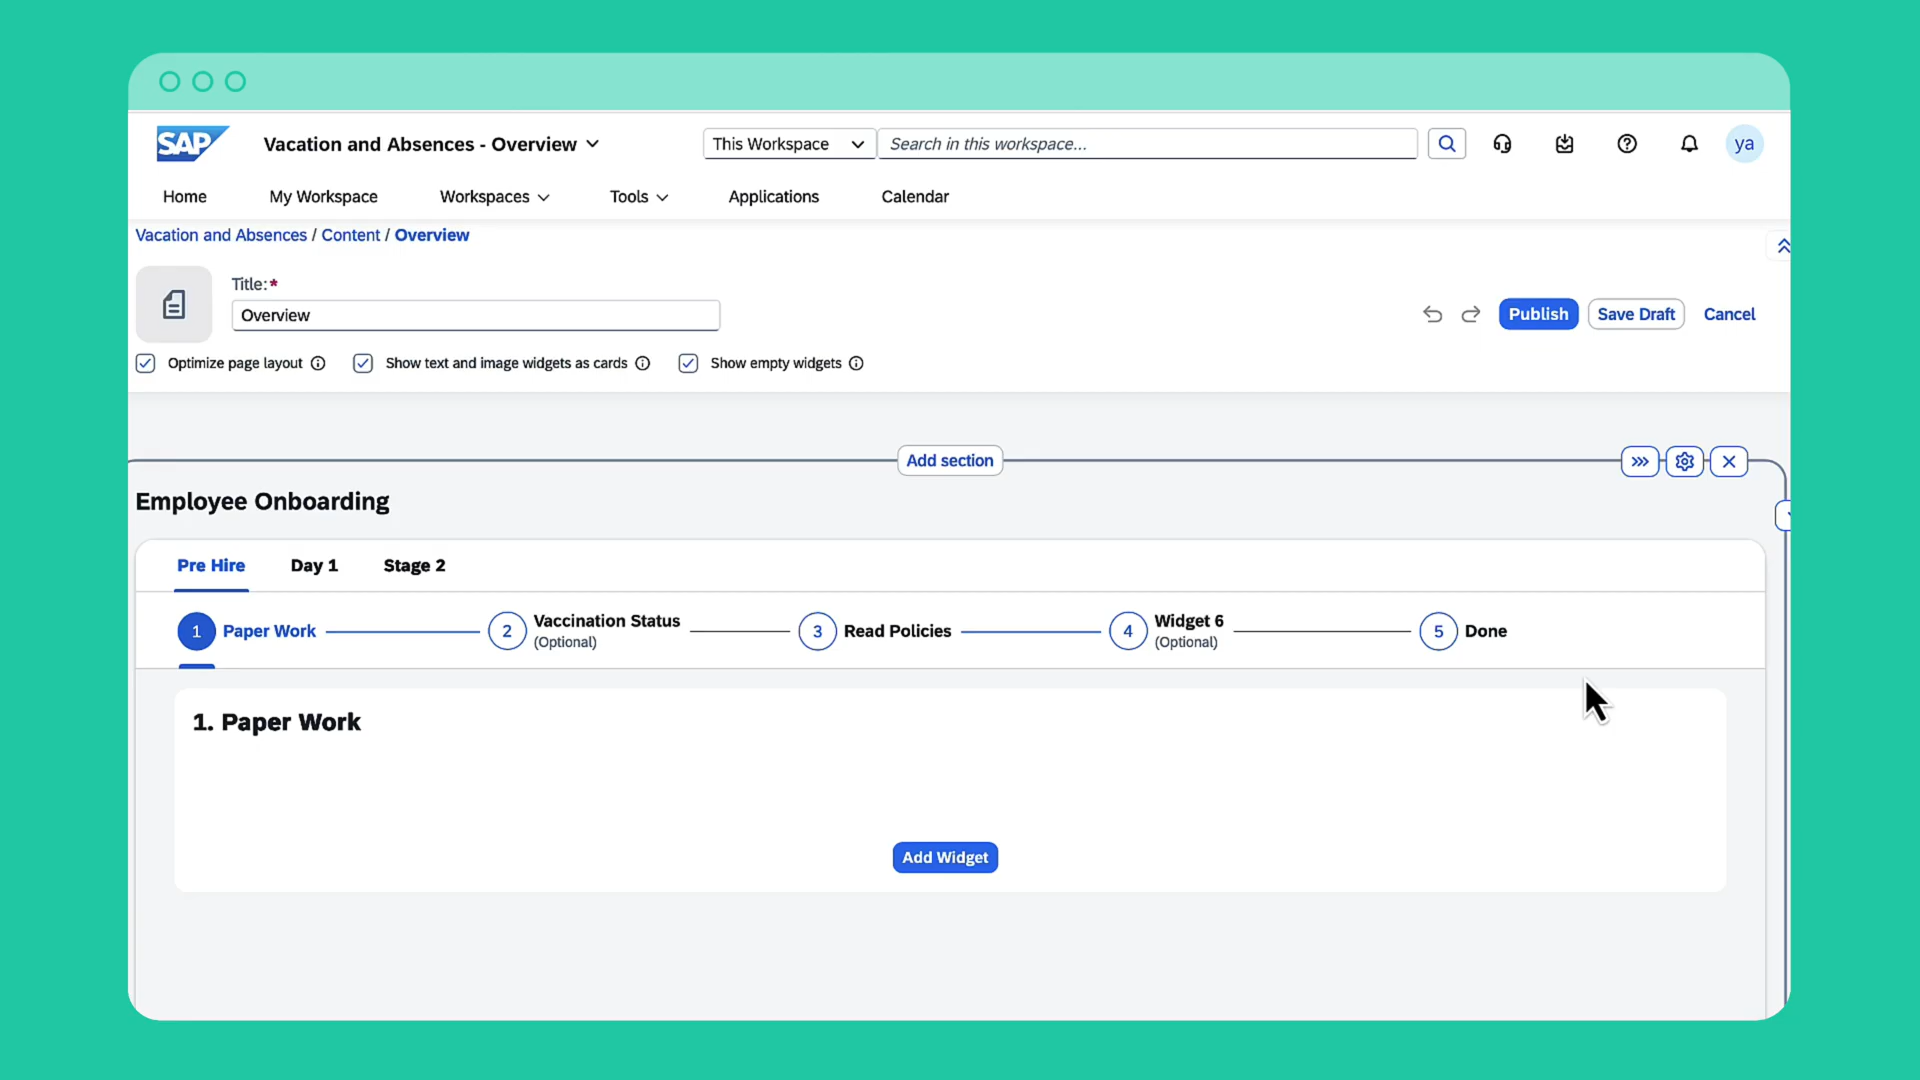 SAP
Vacation and Absences - Overview
This Workspace
Search in this workspace...
ya
Home
My Workspace
Workspaces
Tools
Applications
Calendar
Vacation and Absences / Content / Overview
Title:*
Overview
Publish
Save Draft
Cancel
Optimize page layout
Show text and image widgets as cards
Show empty widgets
Add section
Employee Onboarding
Pre Hire
Day 1
Stage 2
1 Paper Work
2 Vaccination Status
(Optional)
3 Read Policies
4 Widget 6
(Optional)
5 Done
1. Paper Work
Add Widget